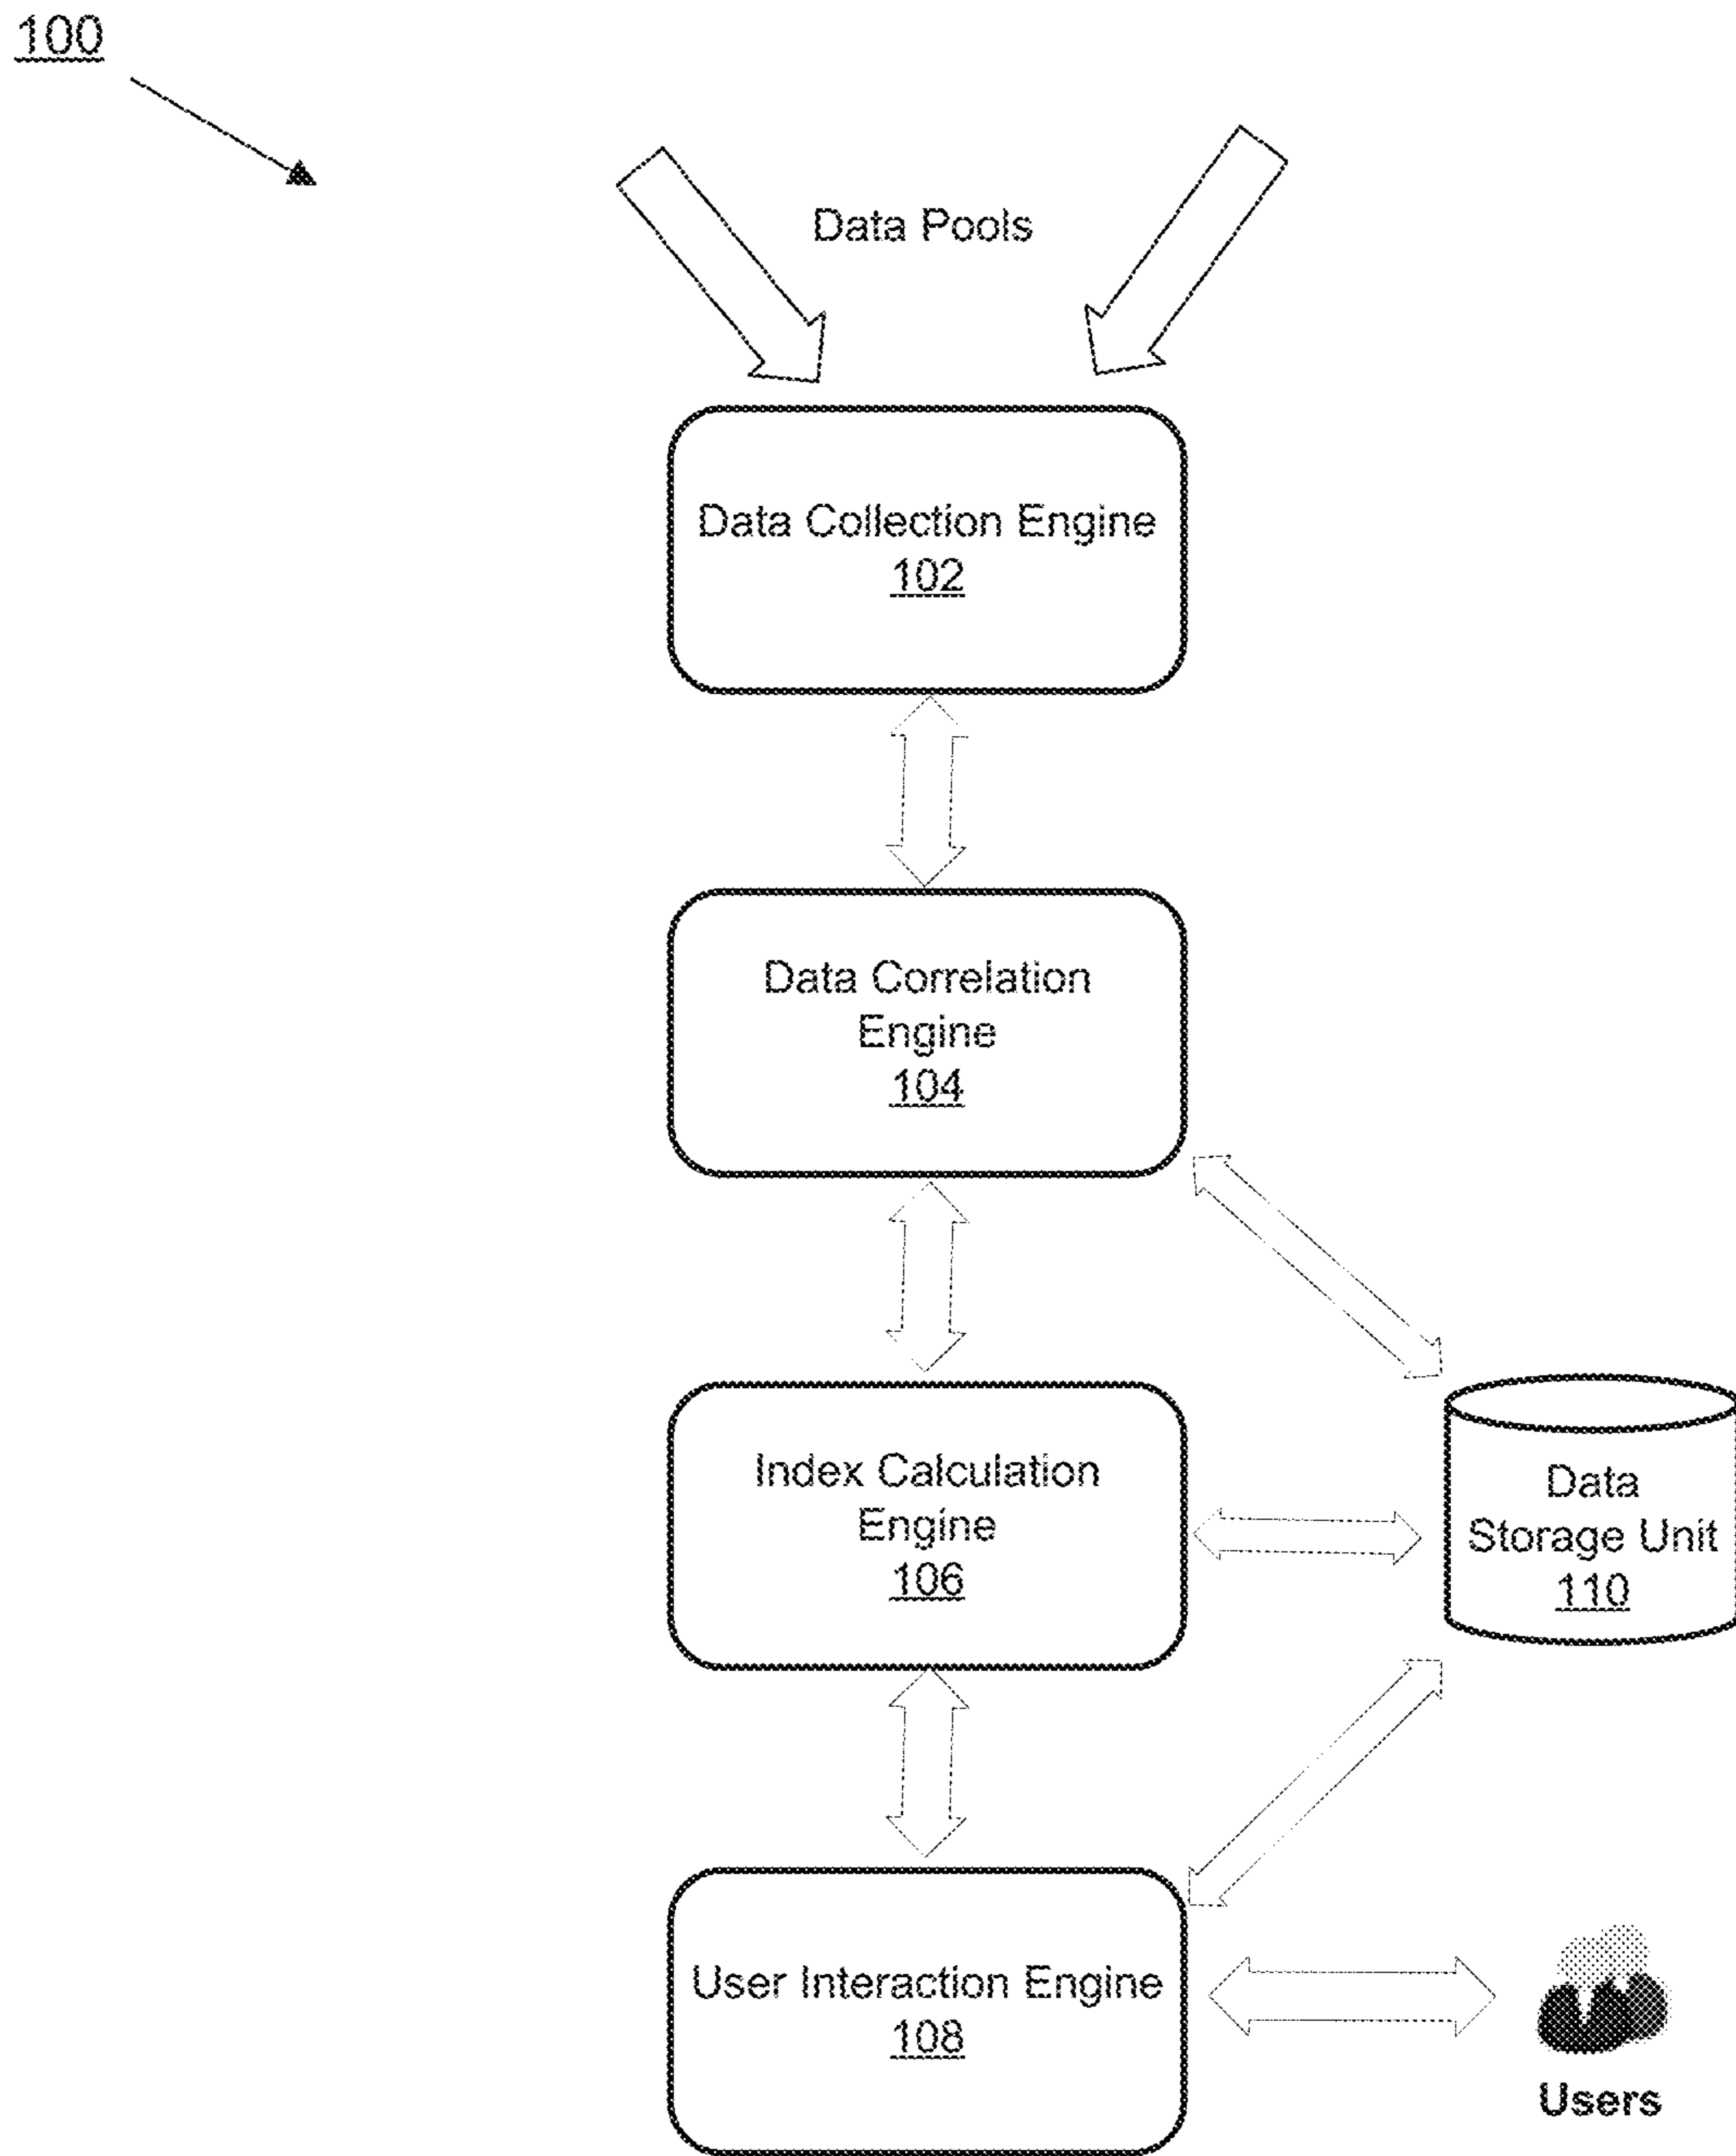 100
Data Pools
Data Collection Engine
102
Data Correlation
Engine
104
Index Calculation
Engine
106
Data
Storage Unit
110
User Interaction Engine
108
Users